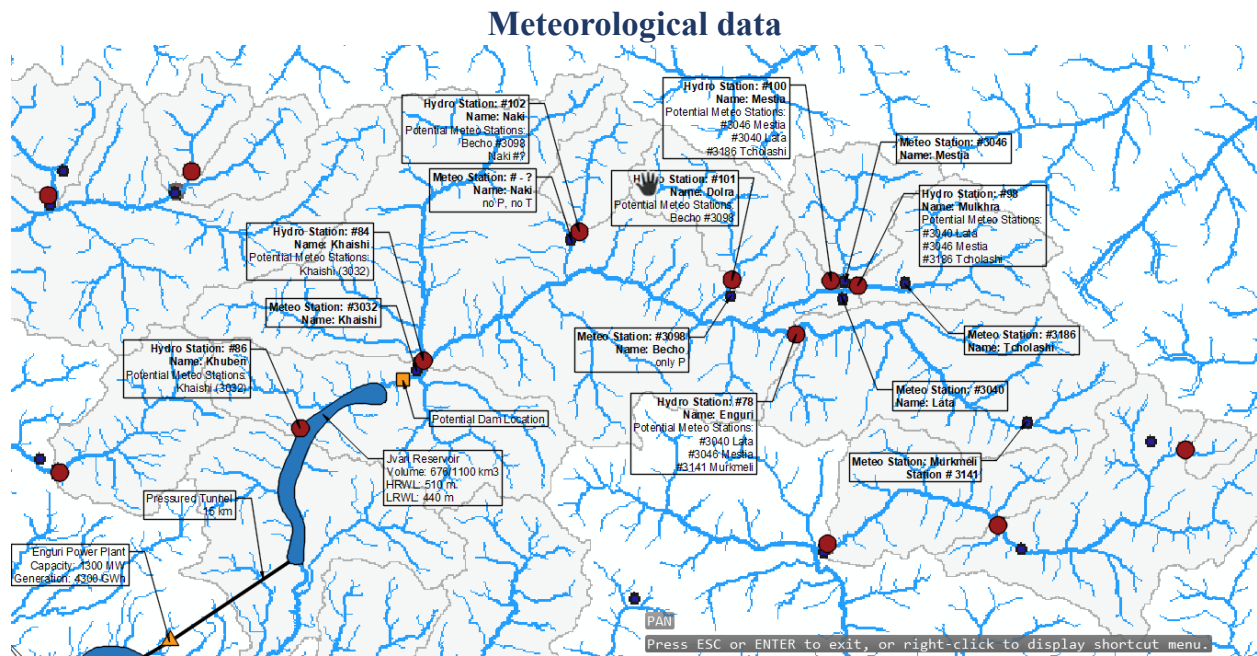 Meteorological data
Hydro Station: #102
Name: Naki
Potential Meteo Stations:
Becho #3098
Naki #?
Meteo Station: # - ?
Name: Naki
no P, no T
Hydro Station: #100
Name: Mestia
Potential Meteo Stations:
#3046 Mestia
#3040 Lata
#3186 Tcholashi
Meteo Station: #3046
Name: Mestia
Hydro Station: #101
Name: Dolra
Potential Meteo Stations:
Becho #3098
Hydro Station: #98
Name: Mulkhra
Potential Meteo Stations:
#3040 Lata
#3046 Mestia
#3186 Tcholashi
Hydro Station: #84
Name: Khaishi
Potential Meteo Stations:
Khaishi (3032)
Meteo Station: #3032
Name: Khaishi
Meteo Station: #3098
Name: Becho
only P
Meteo Station: #3186
Name: Tcholashi
Hydro Station: #86
Name: Khuben
Potential Meteo Stations:
Khaishi (3032)
Meteo Station: #3040
Name: Lata
Hydro Station: #78
Name: Enguri
Potential Meteo Stations:
#3040 Lata
#3046 Mestia
#3141 Murkmeli
Potential Dam Location
Jvari Reservoir
Volume: 676/1100 km3
HRWL: 510 m
LRWL: 440 m
Meteo Station: Murkmeli
Station # 3141
Pressured Tunnel
15 km
Enguri Power Plant
Capacity: 1300 MW
Generation: 4300 GWh
PAN
Press ESC or ENTER to exit, or right-click to display shortcut menu.